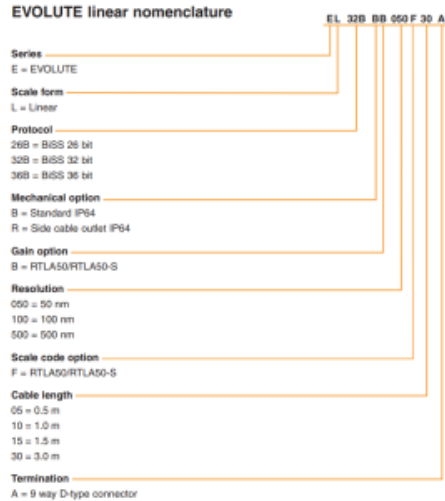 EVOLUTE linear nomenclature
EL 32B BB 050 F 30 A
Series
E = EVOLUTE
Scale form
L = Linear
Protocol
26B = BiSS 26 bit
32B = BiSS 32 bit
36B = BiSS 36 bit
Mechanical option
B = Standard IP64
R = Side cable outlet IP64
Gain option
B = RTLA50/RTLA50-S
Resolution
050 = 50 nm
100 = 100 nm
500 = 500 nm
Scale code option
F = RTLA50/RTLA50-S
Cable length
05 = 0.5 m
10 = 1.0 m
15 = 1.5 m
30 = 3.0 m
Termination
A = 9 way D-type connector